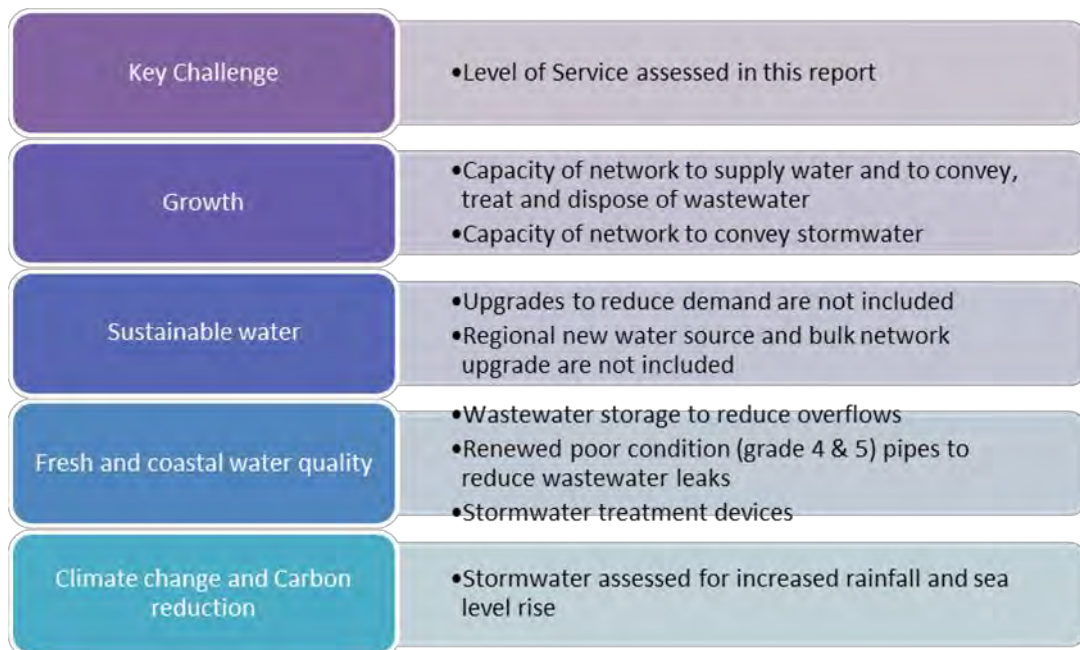 Key Challenge
•Level of Service assessed in this report
Growth
•Capacity of network to supply water and to convey,
treat and dispose of wastewater
•Capacity of network to convey stormwater
Sustainable water
•Upgrades to reduce demand are not included
•Regional new water source and bulk network
upgrade are not included
Fresh and coastal water quality
•Wastewater storage to reduce overflows
•Renewed poor condition (grade 4 & 5) pipes to
reduce wastewater leaks
•Stormwater treatment devices
Climate change and Carbon
reduction
•Stormwater assessed for increased rainfall and sea
level rise